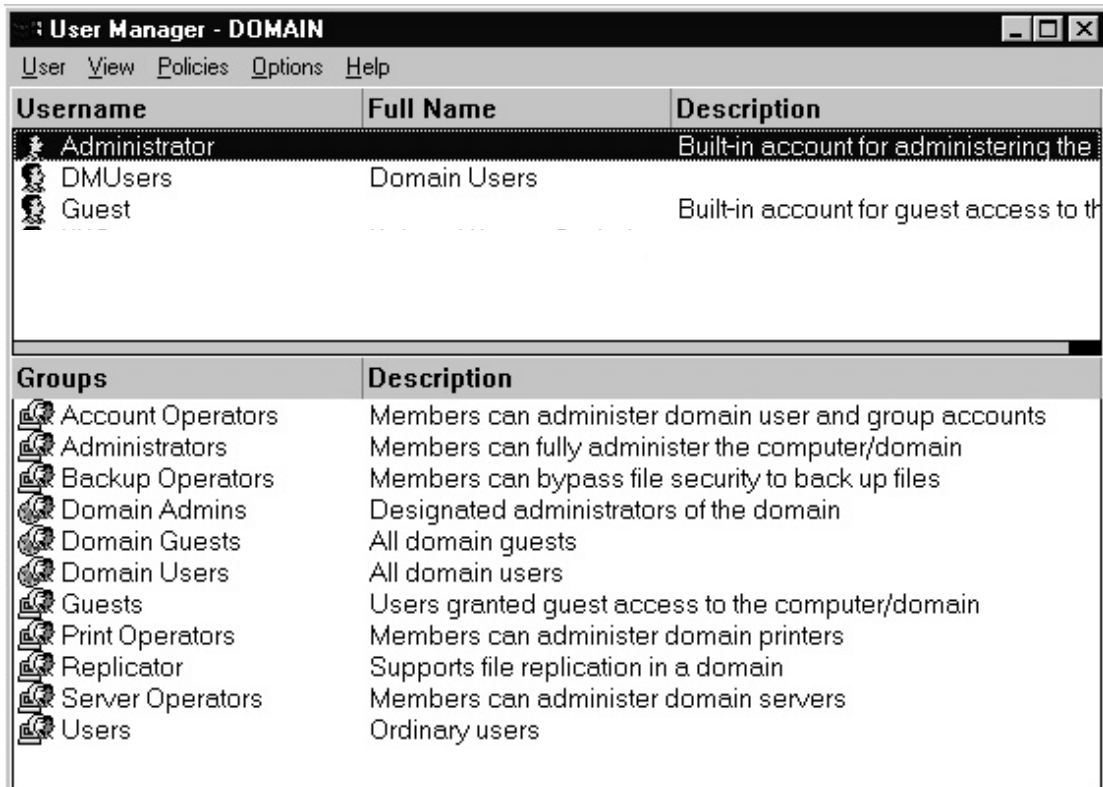 User Manager - DOMAIN
User View Policies Options Help
Username Full Name Description
Administrator Built-in account for administering the
DMUsers Domain Users
Guest Built-in account for guest access to th
Groups Description
Account Operators Members can administer domain user and group accounts
Administrators Members can fully administer the computer/domain
Backup Operators Members can bypass file security to back up files
Domain Admins Designated administrators of the domain
Domain Guests All domain guests
Domain Users All domain users
Guests Users granted guest access to the computer/domain
Print Operators Members can administer domain printers
Replicator Supports file replication in a domain
Server Operators Members can administer domain servers
Users Ordinary users